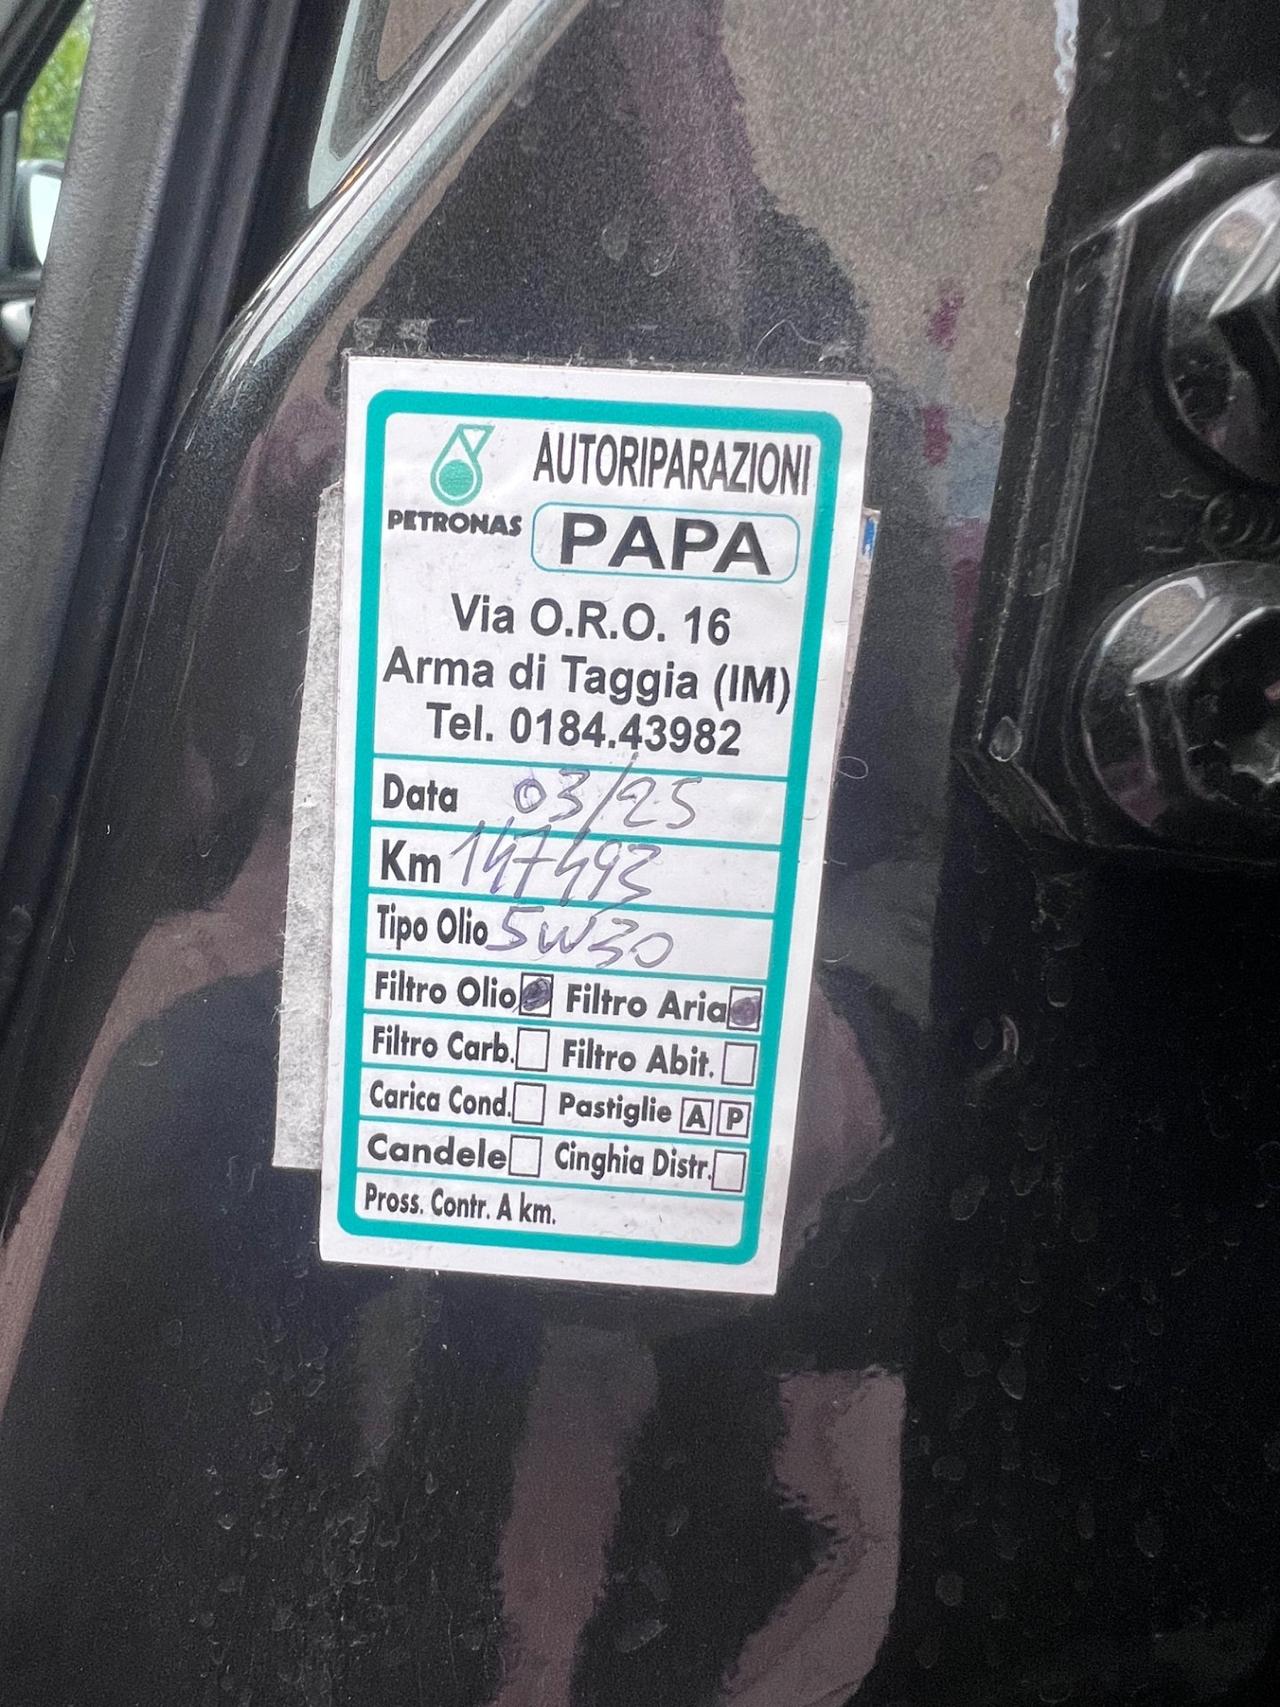 AUTORIPARAZIONI
PETRONAS PAPA
Via O.R.O. 16
Arma di Taggia (IM)
Tel. 0184.43982
Data 03/25
Km 147493
Tipo Olio 5W30
Filtro Olio Filtro Aria
Filtro Carb. Filtro Abit.
Carica Cond. Pastiglie A P
Candele Cinghia Distr.
Pross. Contr. A km.